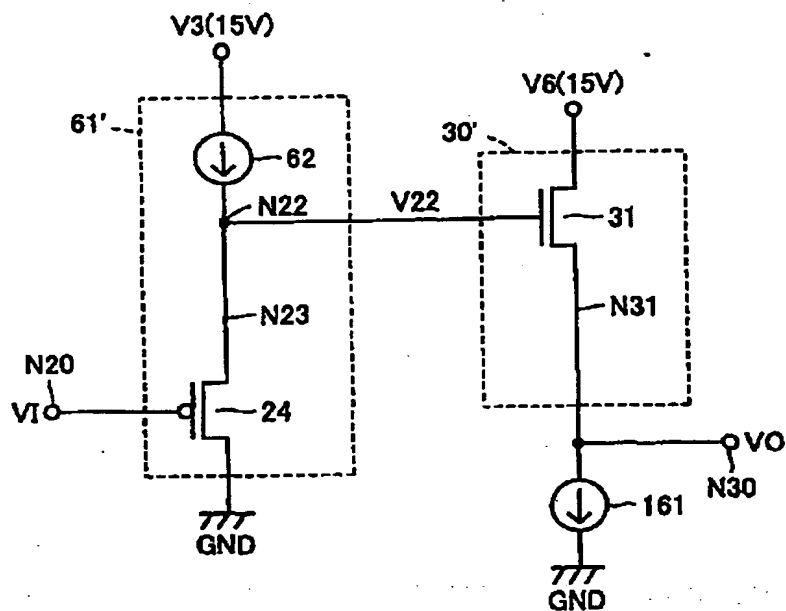 V3(15V)
V6(15V)
61'
30'
62
N22
V22
31
N23
N31
N20
VI
24
VO
N30
161
GND
GND